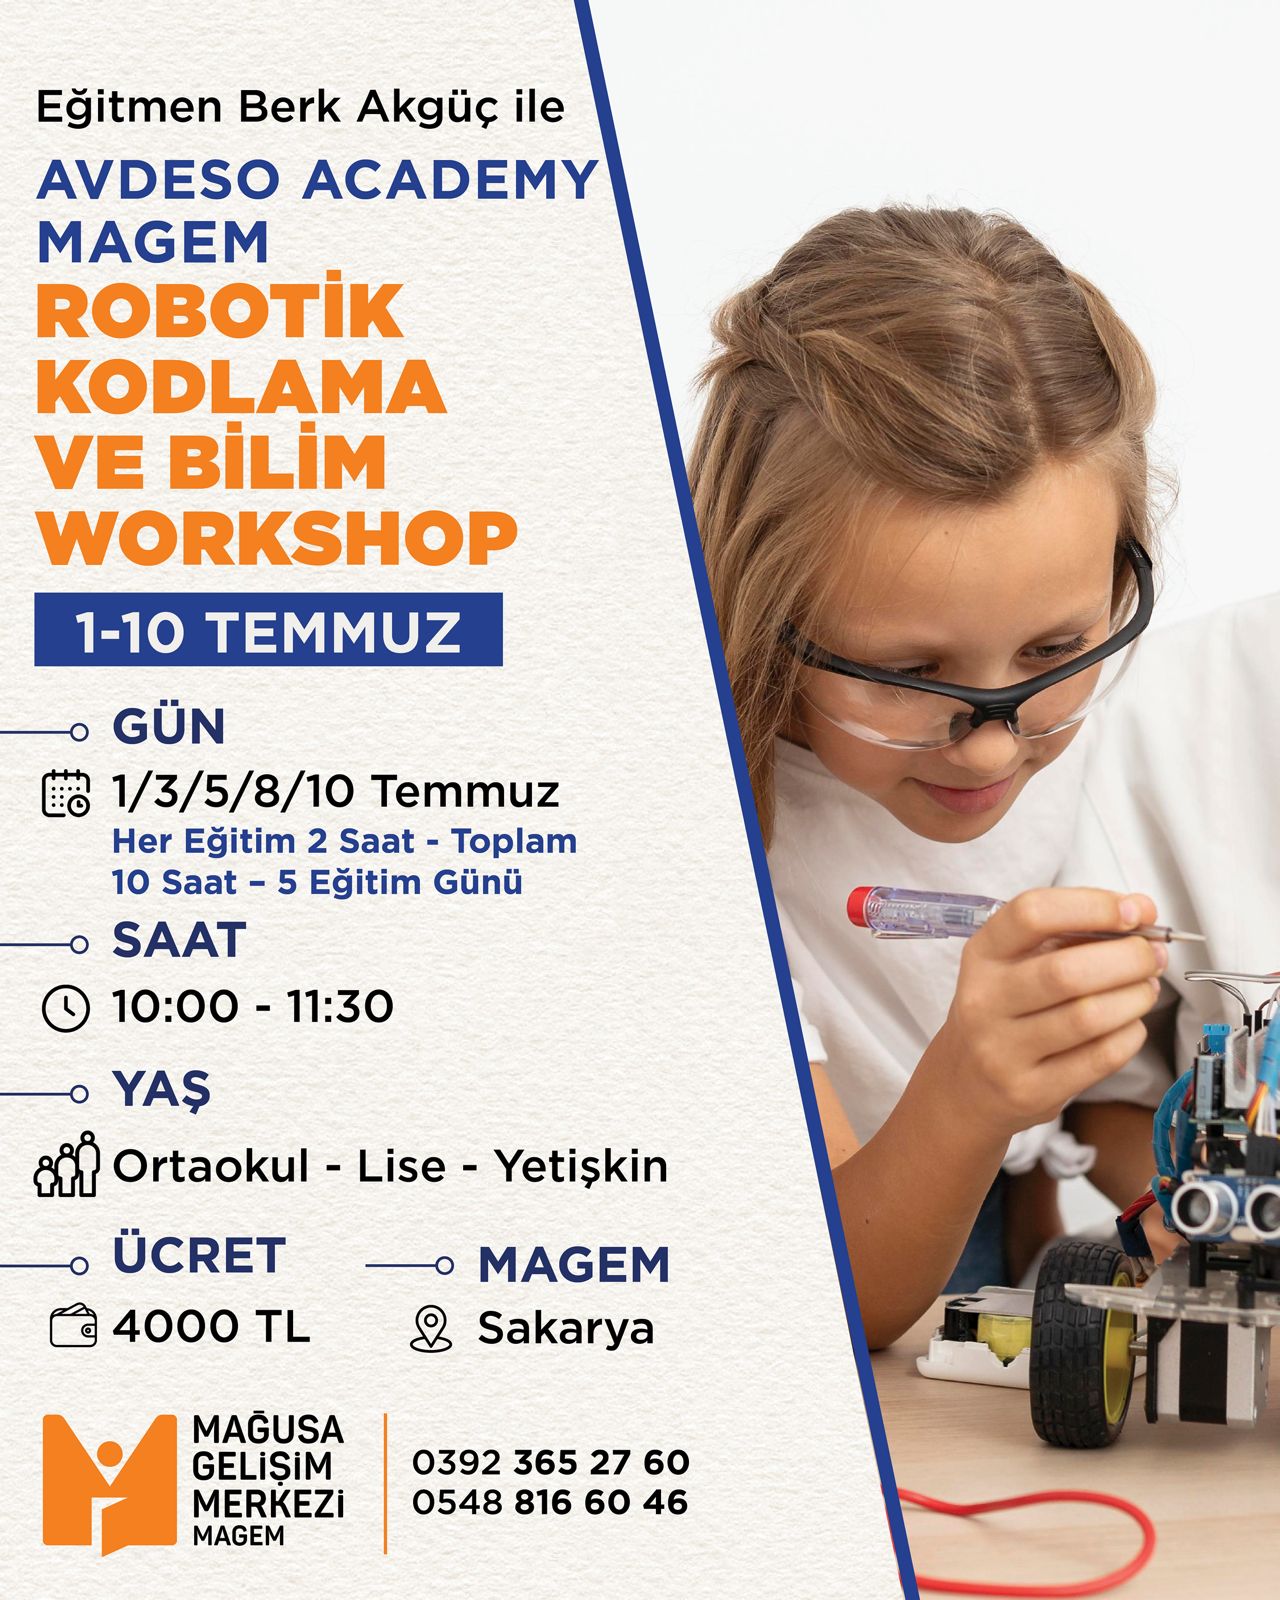 Eğitmen Berk Akgüç ile
AVDESO ACADEMY
MAGEM
ROBOTİK
KODLAMA
VE BİLİM
WORKSHOP
1-10 TEMMUZ
GÜN
1/3/5/8/10 Temmuz
Her Eğitim 2 Saat - Toplam
10 Saat – 5 Eğitim Günü
SAAT
10:00 - 11:30
YAŞ
Ortaokul - Lise - Yetişkin
ÜCRET
4000 TL
MAGEM
Sakarya
MAĞUSA
GELİŞİM
MERKEZİ
MAGEM
0392 365 27 60
0548 816 60 46